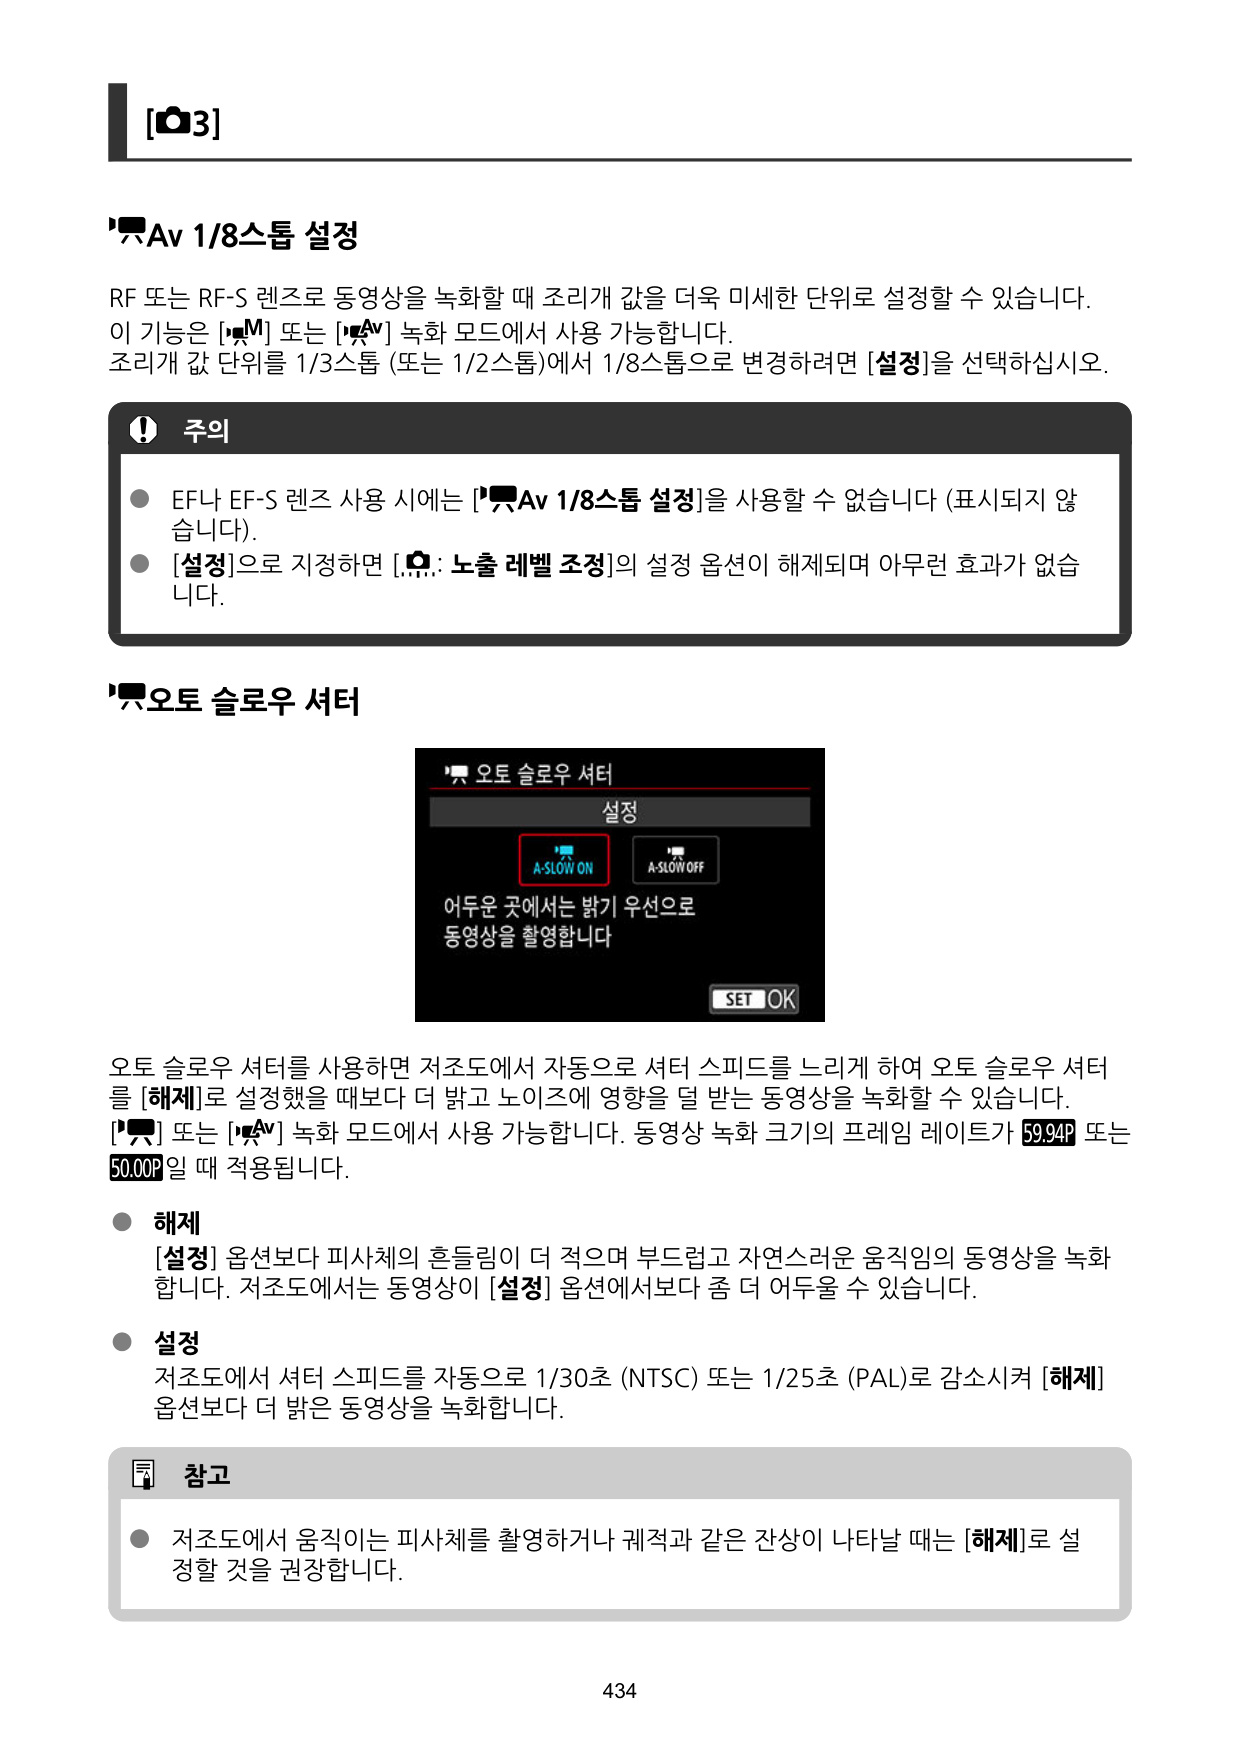 [3]
Av 1/8스톱 설정
RF 또는 RF-S 렌즈로 동영상을 녹화할 때 조리개 값을 더욱 미세한 단위로 설정할 수 있습니다.
이 기능은 [M] 또는 [Av] 녹화 모드에서 사용 가능합니다.
조리개 값 단위를 1/3스톱 (또는 1/2스톱)에서 1/8스톱으로 변경하려면 [설정]을 선택하십시오.
주의
● EF나 EF-S 렌즈 사용 시에는 [Av 1/8스톱 설정]을 사용할 수 없습니다 (표시되지 않
습니다).
● [설정]으로 지정하면 [: 노출 레벨 조정]의 설정 옵션이 해제되며 아무런 효과가 없습
니다.
오토 슬로우 셔터
오토 슬로우 셔터
설정
A-SLOW ON A-SLOW OFF
어두운 곳에서는 밝기 우선으로
동영상을 촬영합니다
SET OK
오토 슬로우 셔터를 사용하면 저조도에서 자동으로 셔터 스피드를 느리게 하여 오토 슬로우 셔터
를 [해제]로 설정했을 때보다 더 밝고 노이즈에 영향을 덜 받는 동영상을 녹화할 수 있습니다.
[] 또는 [Av] 녹화 모드에서 사용 가능합니다. 동영상 녹화 크기의 프레임 레이트가 59.94P 또는
50.00P일 때 적용됩니다.
● 해제
[설정] 옵션보다 피사체의 흔들림이 더 적으며 부드럽고 자연스러운 움직임의 동영상을 녹화
합니다. 저조도에서는 동영상이 [설정] 옵션에서보다 좀 더 어두울 수 있습니다.
● 설정
저조도에서 셔터 스피드를 자동으로 1/30초 (NTSC) 또는 1/25초 (PAL)로 감소시켜 [해제]
옵션보다 더 밝은 동영상을 녹화합니다.
참고
● 저조도에서 움직이는 피사체를 촬영하거나 궤적과 같은 잔상이 나타날 때는 [해제]로 설
정할 것을 권장합니다.
434